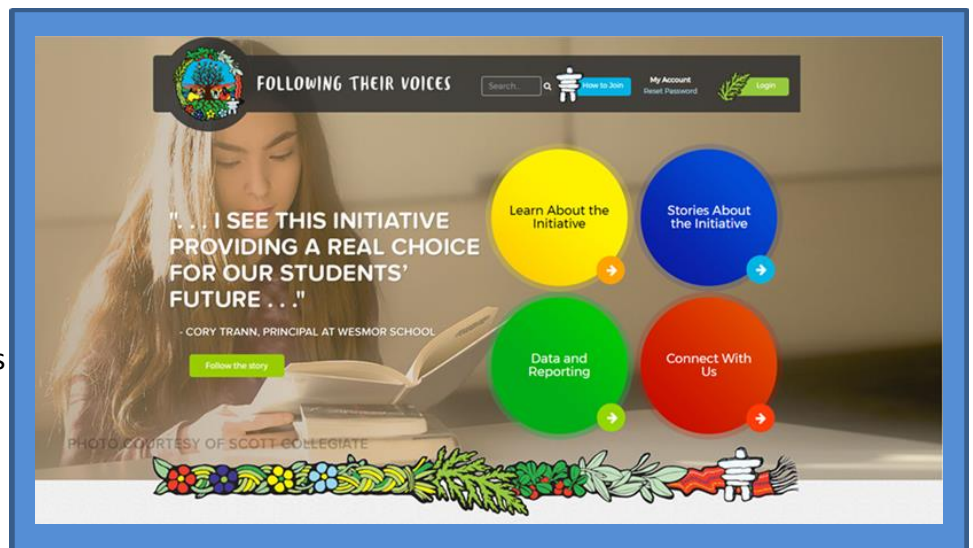 FOLLOWING THEIR VOICES
Search..
How to Join
My Account
Reset Password
Login
". . . I SEE THIS INITIATIVE
PROVIDING A REAL CHOICE
FOR OUR STUDENTS'
FUTURE . . ."
- CORY TRANN, PRINCIPAL AT WESMOR SCHOOL
Follow the story
Learn About the
Initiative
Stories About
the Initiative
Data and
Reporting
Connect With
Us
PHOTO COURTESY OF SCOTT COLLEGIATE
s